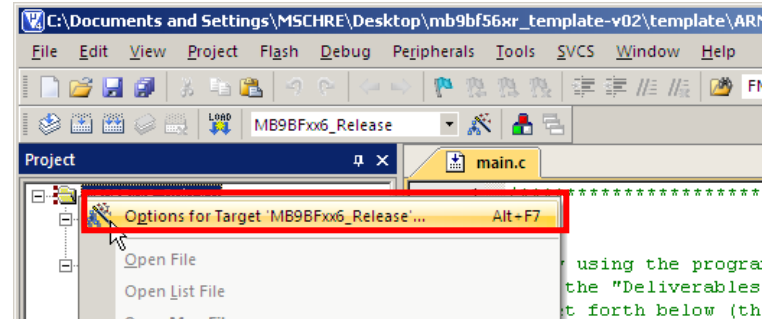 C:\Documents and Settings\MSCHRE\Desktop\mb9bf56xr_template-v02\template\ARM
File Edit View Project Flash Debug Peripherals Tools SVCS Window Help
LOAD MB9BFxx6_Release
Project
main.c
Options for Target 'MB9BFxx6_Release'... Alt+F7
Open File
using the
Open List File
the "Deliverables
forth below